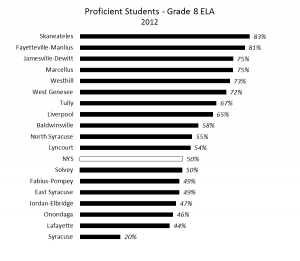 Proficient Students - Grade 8 ELA
2012
Skaneateles 83%
Fayetteville-Manlius 81%
Jamesville-Dewitt 75%
Marcellus 75%
Westhill 73%
West Genesee 72%
Tully 67%
Liverpool 65%
Baldwinsville 58%
North Syracuse 55%
Lyncourt 54%
NYS 50%
Solvey 50%
Fabius-Pompey 49%
East Syracuse 49%
Jordan-Elbridge 47%
Onondaga 46%
Lafayette 44%
Syracuse 20%